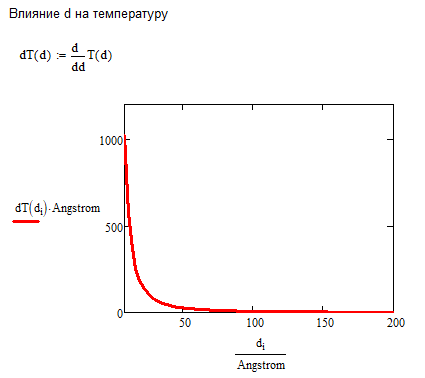 Влияние d на температуру
dT(d) := d/dd T(d)
1000
dT(d_i)·Angstrom
500
0
50 100 150 200
d_i/Angstrom